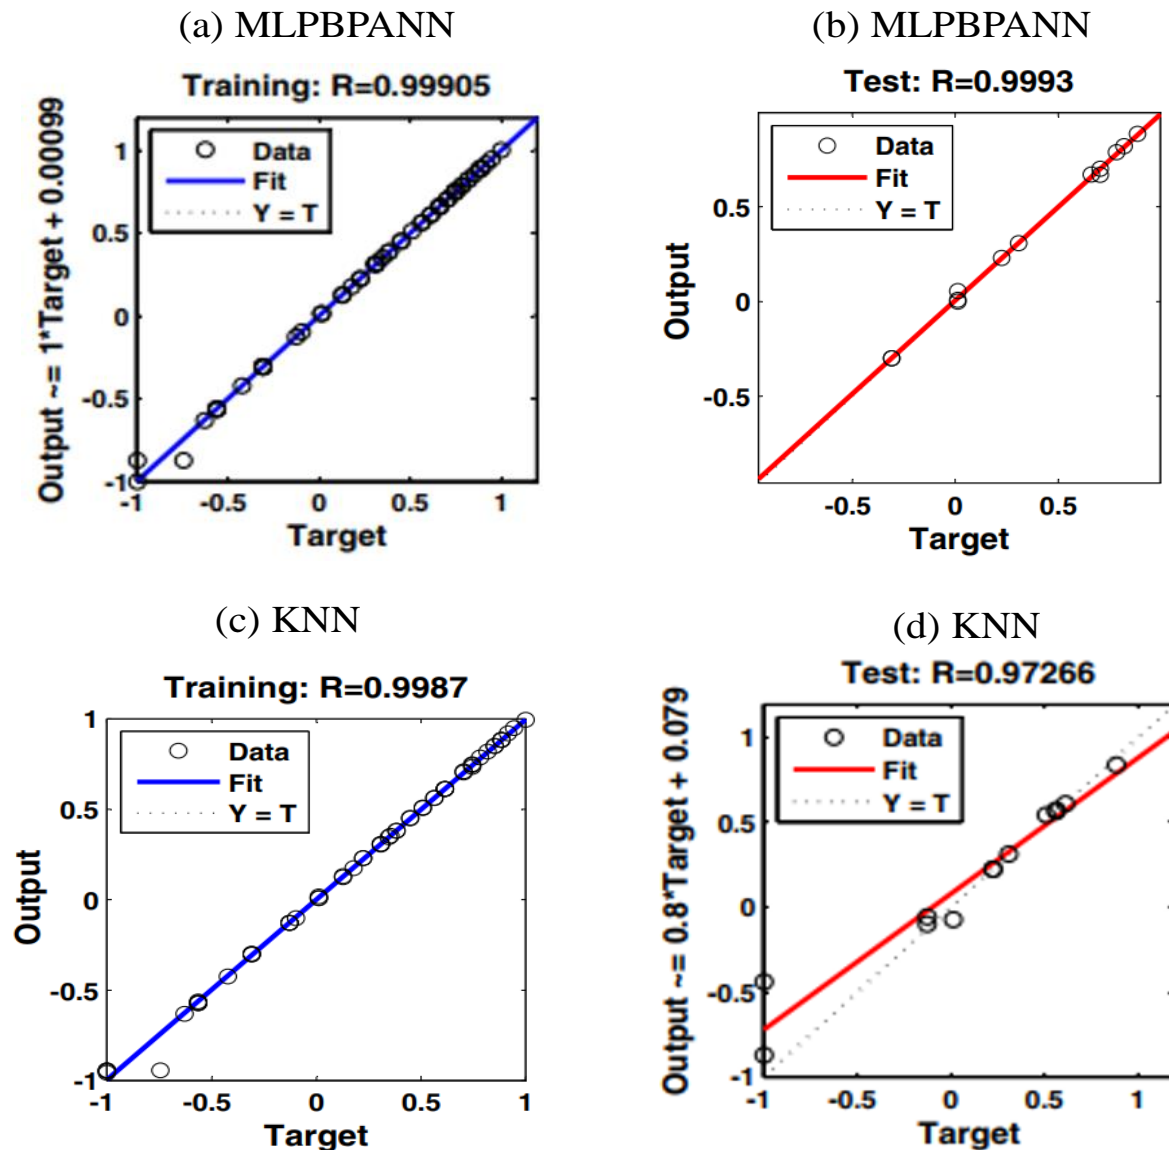 (a) MLPBPANN
Training: R=0.99905
Output ~= 1*Target + 0.00099
Data
Fit
Y = T
1
0.5
0
-0.5
-1
-1
-0.5
0
0.5
1
Target
(b) MLPBPANN
Test: R=0.9993
Output
Data
Fit
Y = T
0.5
0
-0.5
-0.5
0
0.5
Target
(c) KNN
Training: R=0.9987
Output
Data
Fit
Y = T
1
0.5
0
-0.5
-1
-1
-0.5
0
0.5
1
Target
(d) KNN
Test: R=0.97266
Output ~= 0.8*Target + 0.079
Data
Fit
Y = T
1
0.5
0
-0.5
-1
-1
-0.5
0
0.5
1
Target